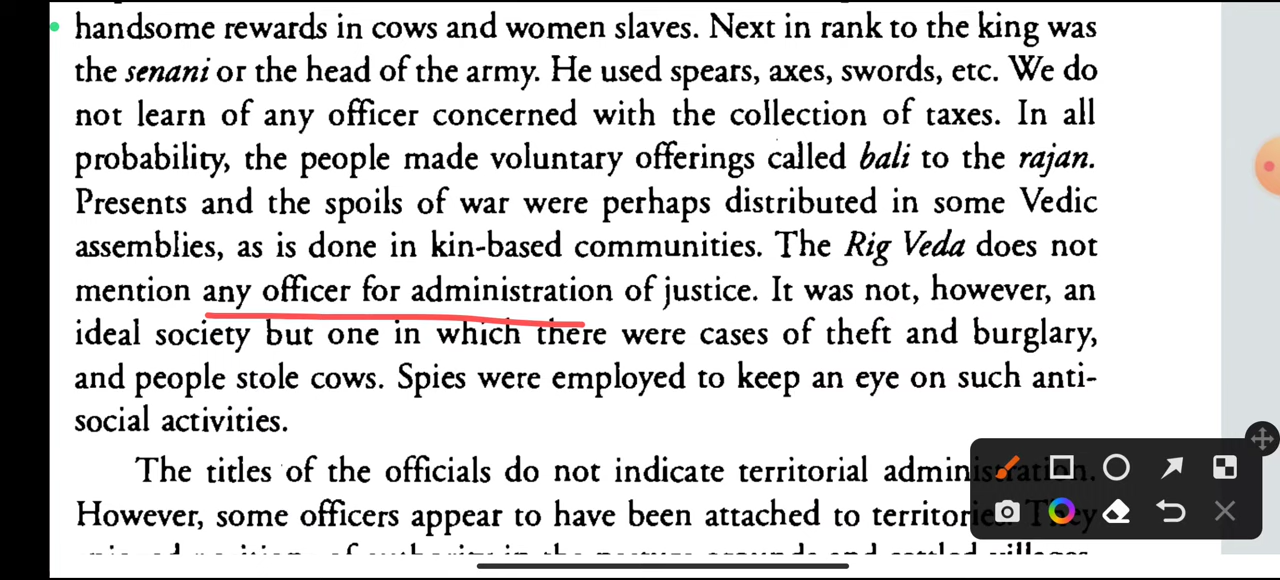 handsome rewards in cows and women slaves. Next in rank to the king was
the senani or the head of the army. He used spears, axes, swords, etc. We do
not learn of any officer concerned with the collection of taxes. In all
probability, the people made voluntary offerings called bali to the rajan.
Presents and the spoils of war were perhaps distributed in some Vedic
assemblies, as is done in kin-based communities. The Rig Veda does not
mention any officer for administration of justice. It was not, however, an
ideal society but one in which there were cases of theft and burglary,
and people stole cows. Spies were employed to keep an eye on such anti-
social activities.
The titles of the officials do not indicate territorial administration.
However, some officers appear to have been attached to territories. They